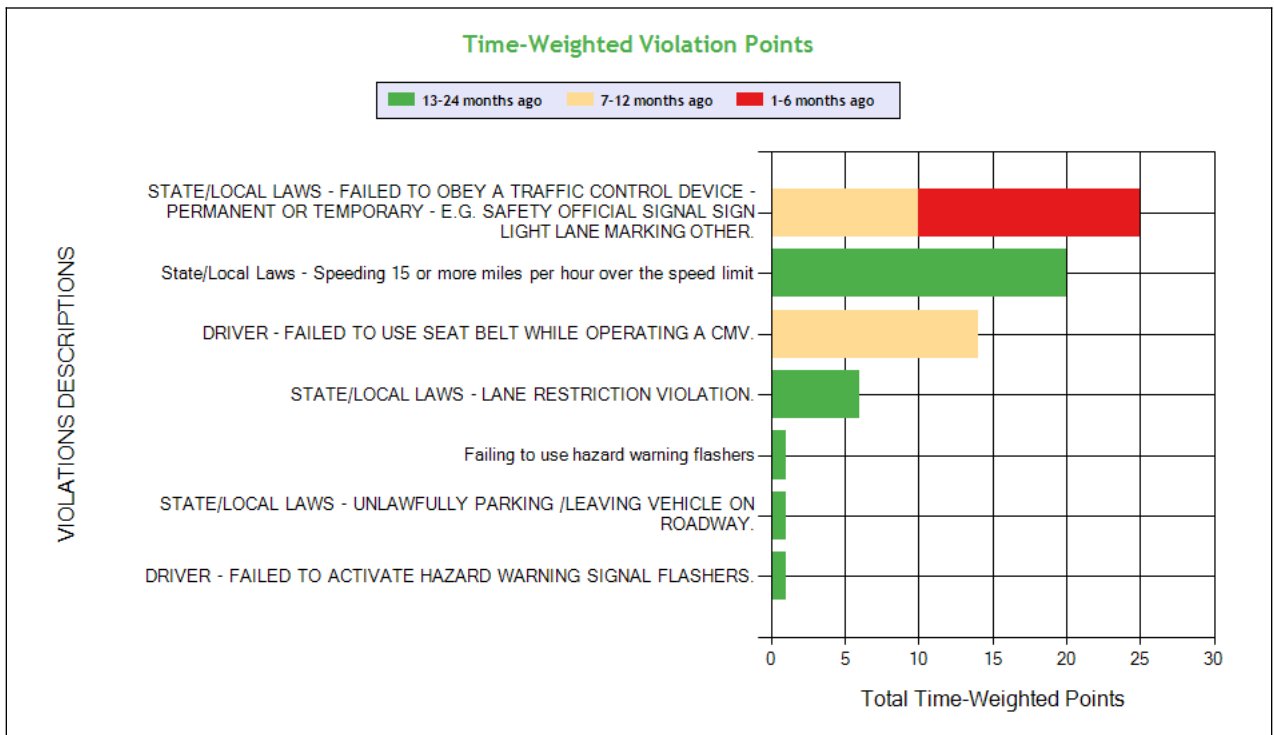 Time-Weighted Violation Points
13-24 months ago 7-12 months ago 1-6 months ago
VIOLATIONS DESCRIPTIONS
STATE/LOCAL LAWS - FAILED TO OBEY A TRAFFIC CONTROL DEVICE -
PERMANENT OR TEMPORARY - E.G. SAFETY OFFICIAL SIGNAL SIGN
LIGHT LANE MARKING OTHER.
State/Local Laws - Speeding 15 or more miles per hour over the speed limit
DRIVER - FAILED TO USE SEAT BELT WHILE OPERATING A CMV.
STATE/LOCAL LAWS - LANE RESTRICTION VIOLATION.
Failing to use hazard warning flashers
STATE/LOCAL LAWS - UNLAWFULLY PARKING /LEAVING VEHICLE ON
ROADWAY.
DRIVER - FAILED TO ACTIVATE HAZARD WARNING SIGNAL FLASHERS.
0 5 10 15 20 25 30
Total Time-Weighted Points